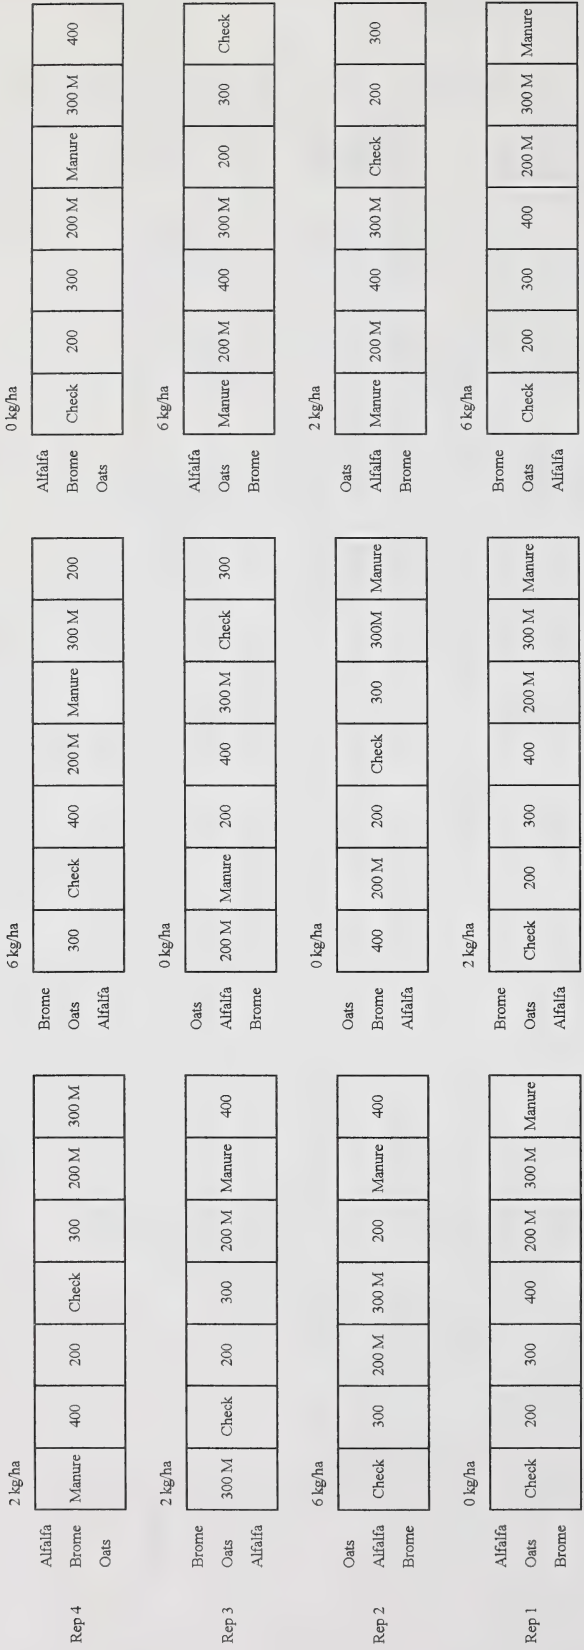 2 kg/ha 6 kg/ha 0 kg/ha
Alfalfa Brome Alfalfa
Rep 4 Brome Manure 400 200 Check 300 200 M 300 M Oats 300 Check 400 200 M Manure 300 M 200 Brome Check 200 300 200 M Manure 300 M 400
Oats Alfalfa Oats
2 kg/ha 0 kg/ha 6 kg/ha
Brome Oats Alfalfa
Rep 3 Oats 300 M Check 200 300 200 M Manure 400 Alfalfa 200 M Manure 200 400 300 M Check 300 Oats Manure 200 M 400 300 M 200 300 Check
Alfalfa Brome Brome
6 kg/ha 0 kg/ha 2 kg/ha
Oats Oats Oats
Rep 2 Alfalfa Check 300 200 M 300 M 200 Manure 400 Brome 400 200 M 200 Check 300 300M Manure Alfalfa Manure 200 M 400 300 M Check 200 300
Brome Alfalfa Brome
0 kg/ha 2 kg/ha 6 kg/ha
Alfalfa Brome Brome
Rep 1 Oats Check 200 300 400 200 M 300 M Manure Oats Check 200 300 400 200 M 300 M Manure Oats Check 200 300 400 200 M 300 M Manure
Brome Alfalfa Alfalfa